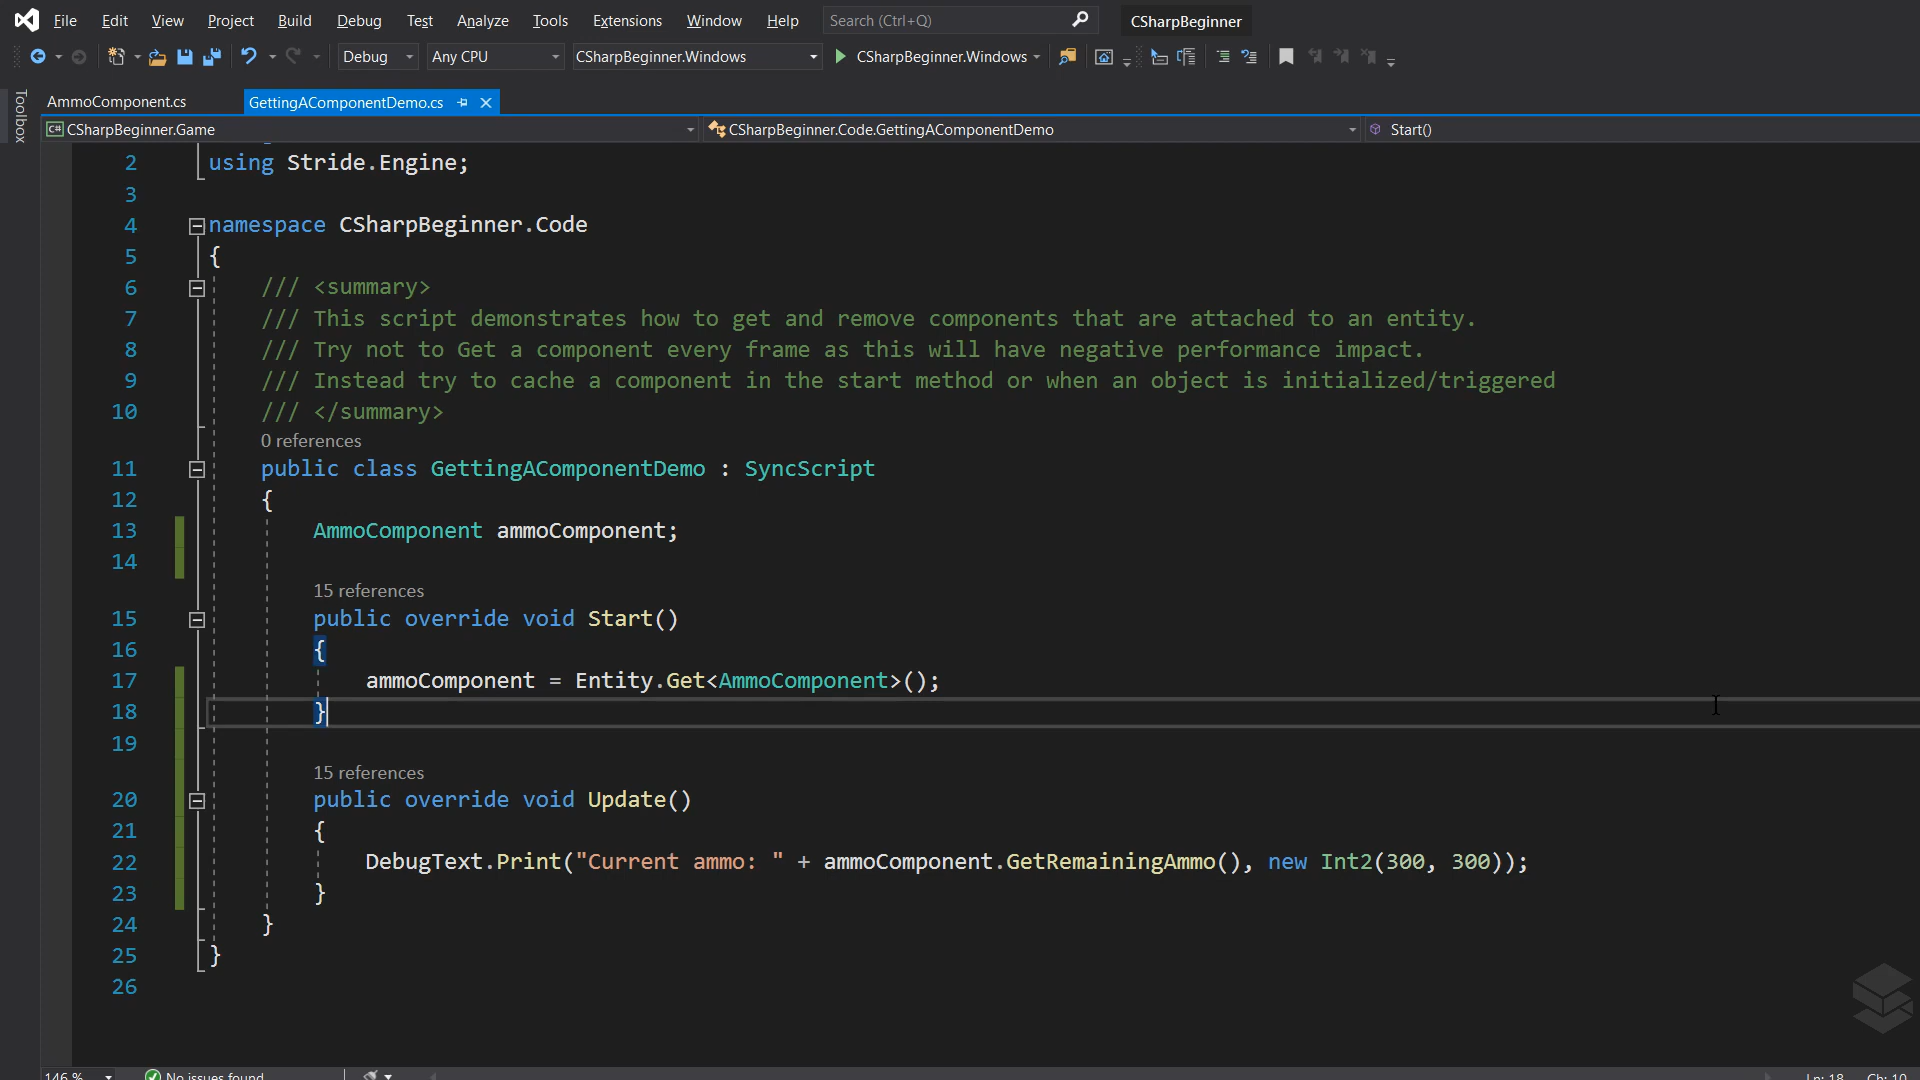 File Edit View Project Build Debug Test Analyze Tools Extensions Window Help Search (Ctrl+Q) CSharpBeginner
Debug Any CPU CSharpBeginner.Windows CSharpBeginner.Windows
Toolbox
AmmoComponent.cs GettingAComponentDemo.cs
C# CSharpBeginner.Game CSharpBeginner.Code.GettingAComponentDemo Start()
2 using Stride.Engine;
3
4 namespace CSharpBeginner.Code
5 {
6 /// <summary>
7 /// This script demonstrates how to get and remove components that are attached to an entity.
8 /// Try not to Get a component every frame as this will have negative performance impact.
9 /// Instead try to cache a component in the start method or when an object is initialized/triggered
10 /// </summary>
0 references
11 public class GettingAComponentDemo : SyncScript
12 {
13 AmmoComponent ammoComponent;
14
15 references
15 public override void Start()
16 {
17 ammoComponent = Entity.Get<AmmoComponent>();
18 }
19
15 references
20 public override void Update()
21 {
22 DebugText.Print("Current ammo: " + ammoComponent.GetRemainingAmmo(), new Int2(300, 300));
23 }
24 }
25 }
26
146 % No issues found Ln: 18 Ch: 10